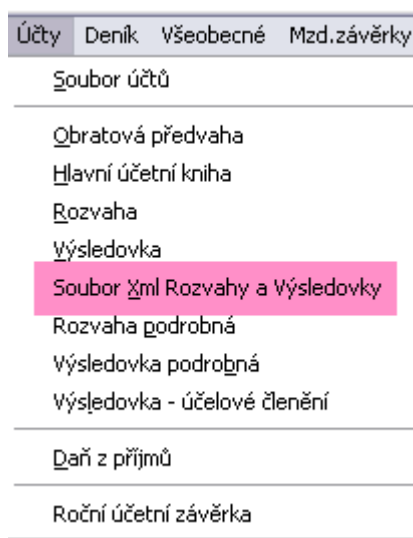 Účty Deník Všeobecné Mzd.závěrky
Soubor účtů
Obratová předvaha
Hlavní účetní kniha
Rozvaha
Výsledovka
Soubor Xml Rozvahy a Výsledovky
Rozvaha podrobná
Výsledovka podrobná
Výsledovka - účelové členění
Daň z příjmů
Roční účetní závěrka